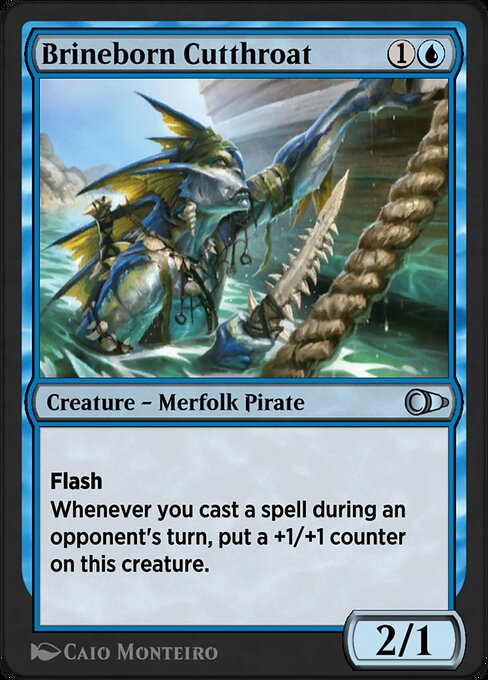 Brineborn Cutthroat 1
Creature – Merfolk Pirate
Flash
Whenever you cast a spell during an
opponent's turn, put a +1/+1 counter
on this creature.
2/1
Caio Monteiro